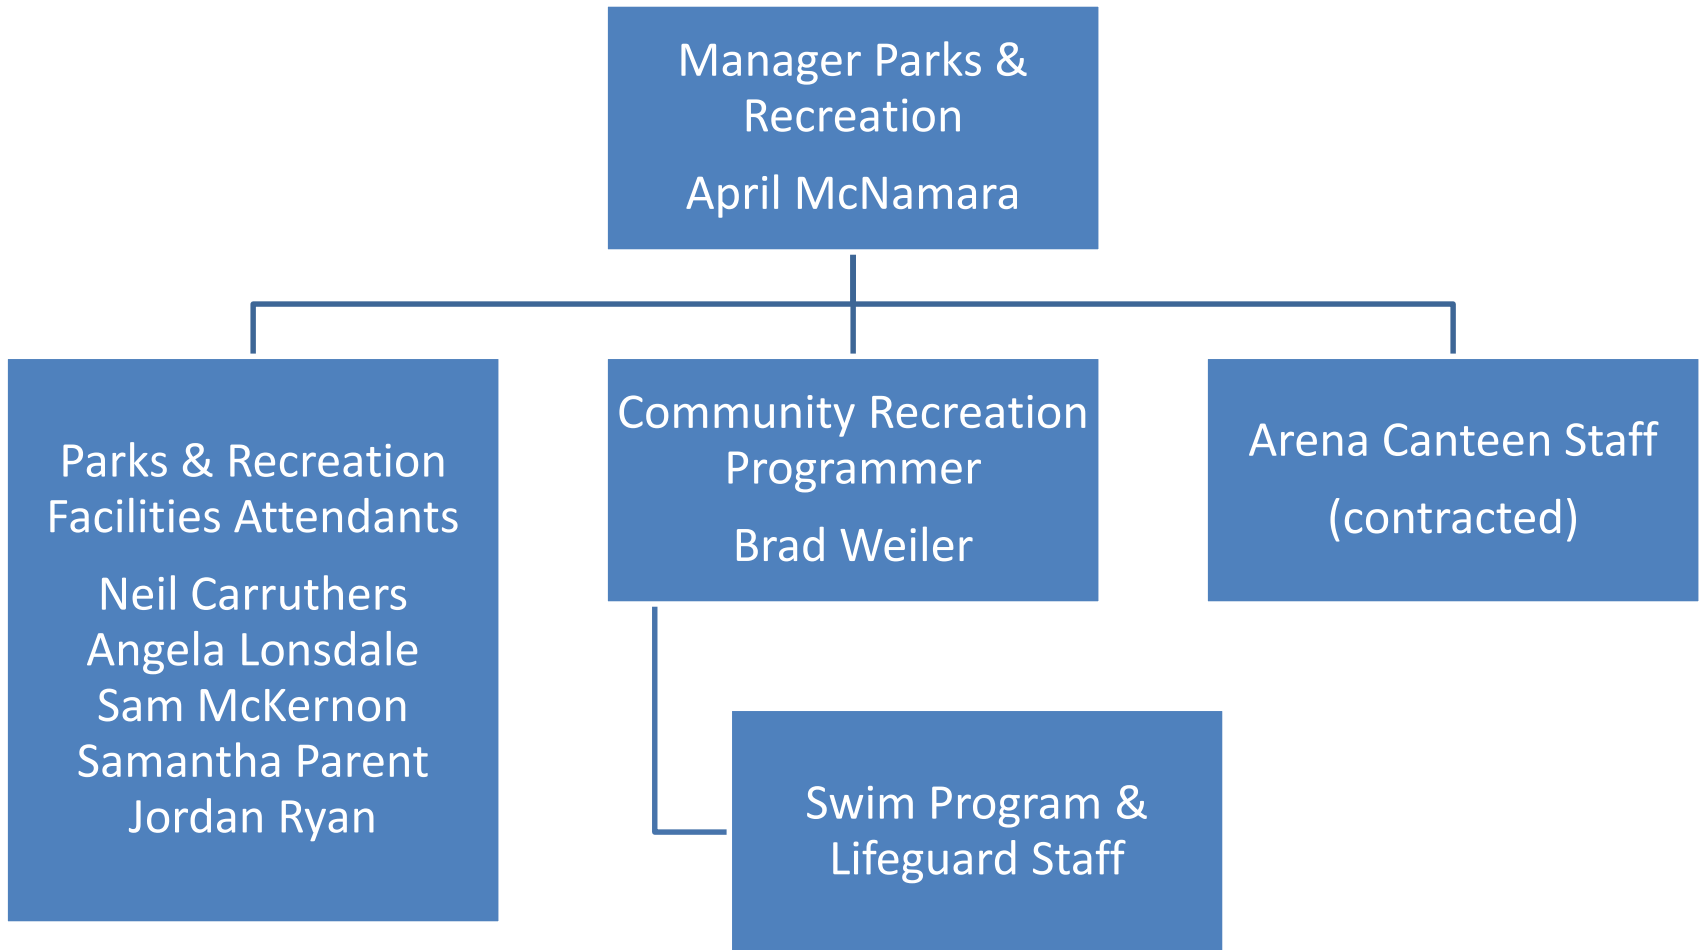 Manager Parks &
Recreation
April McNamara
Parks & Recreation
Facilities Attendants
Neil Carruthers
Angela Lonsdale
Sam McKernon
Samantha Parent
Jordan Ryan
Community Recreation
Programmer
Brad Weiler
Arena Canteen Staff
(contracted)
Swim Program &
Lifeguard Staff